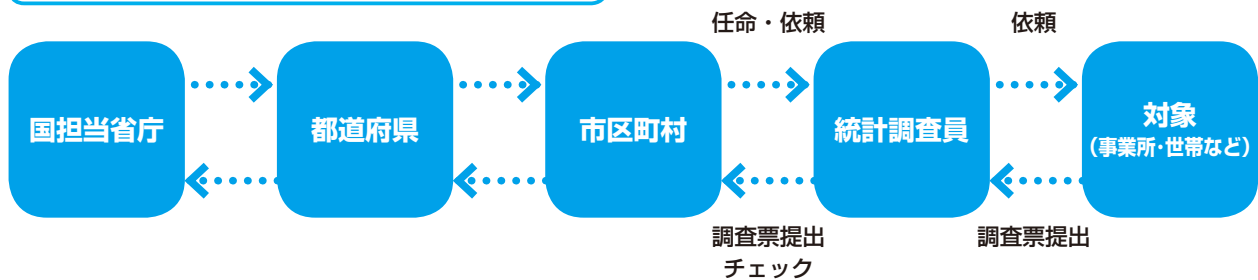 任命・依頼
依頼
国担当省庁
都道府県
市区町村
統計調査員
対象
（事業所・世帯など）
調査票提出
チェック
調査票提出